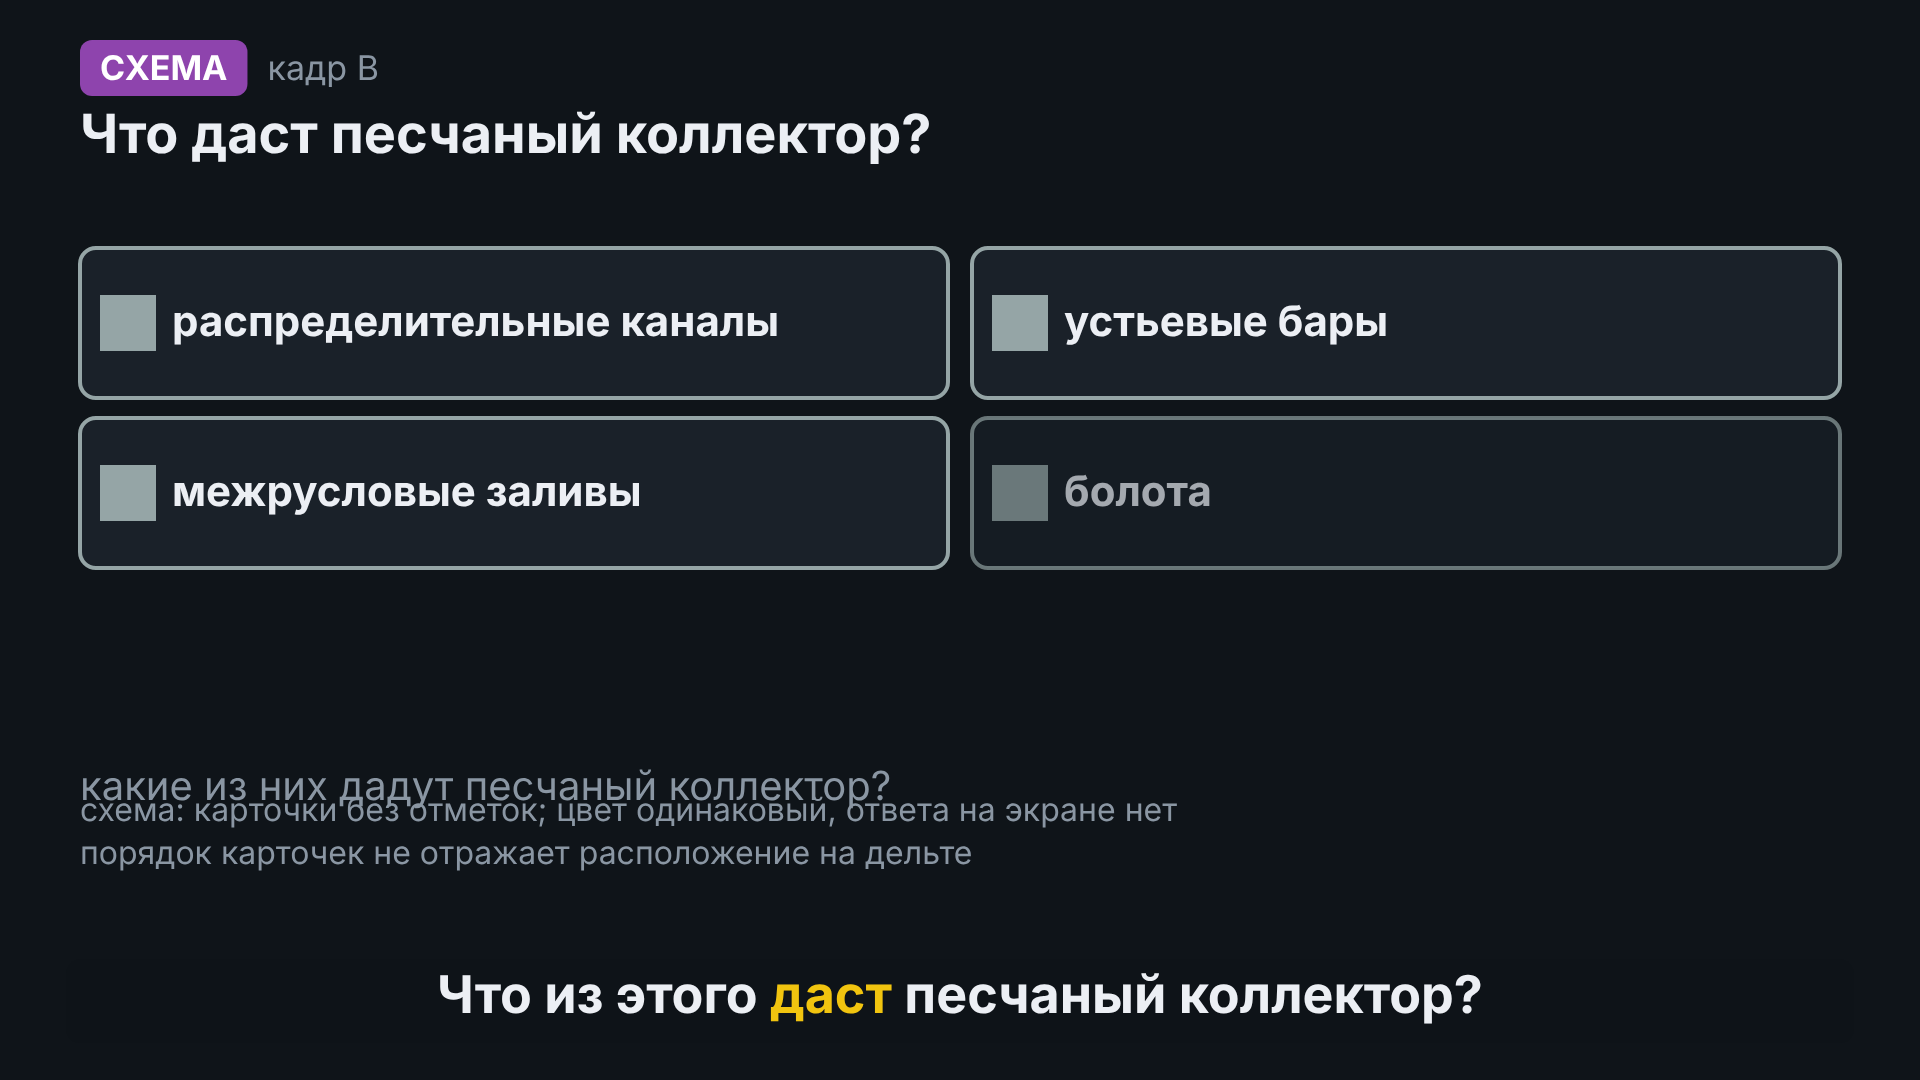 СХЕМА кадр В
Что даст песчаный коллектор?
распределительные каналы
устьевые бары
межрусловые заливы
болота
какие из них дадут песчаный коллектор?
схема: карточки без отметок; цвет одинаковый, ответа на экране нет
порядок карточек не отражает расположение на дельте
Что из этого даст песчаный коллектор?